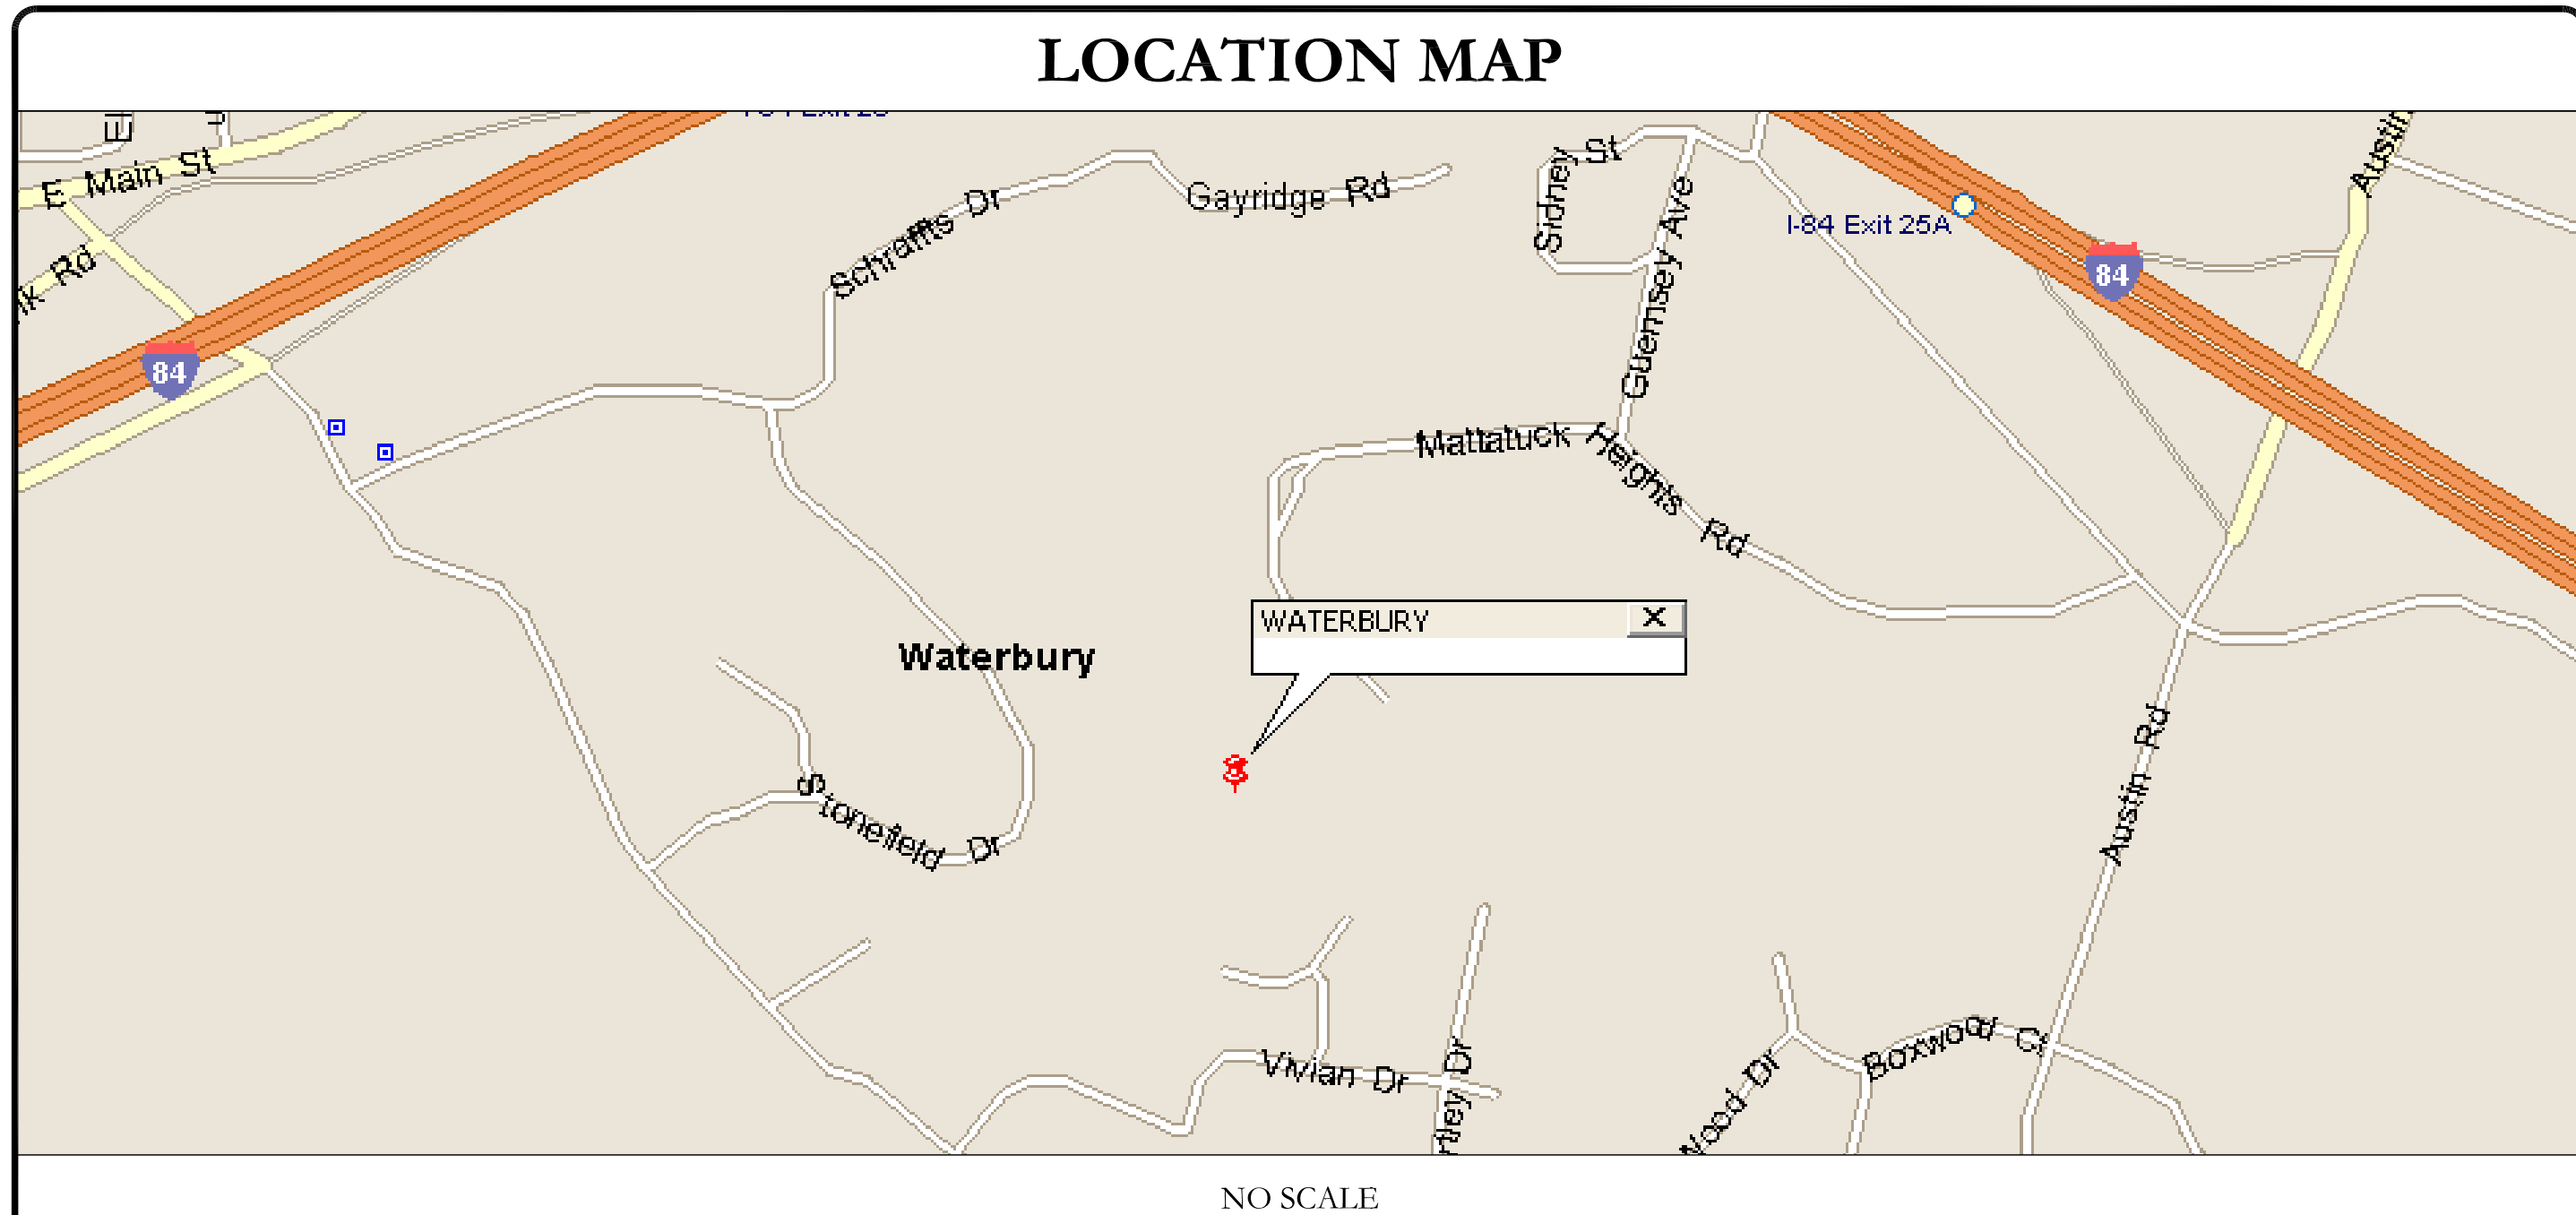 LOCATION MAP
E Main St
Rd
84
Schraffts Dr
Gayridge Rd
Sidney St
Guernsey Ave
I-84 Exit 25A
84
Austin
Mattatuck Heights Rd
WATERBURY
Waterbury
Stonefield Dr
Austin Rd
Vivian Dr
Dr
Wood Dr
Boxwood Ct
NO SCALE